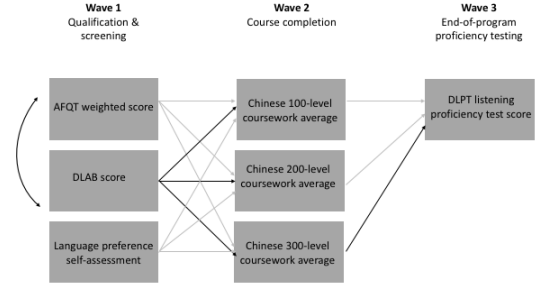 Wave 1
Qualification &
screening
Wave 2
Course completion
Wave 3
End-of-program
proficiency testing
AFQT weighted score
DLAB score
Language preference
self-assessment
Chinese 100-level
coursework average
Chinese 200-level
coursework average
Chinese 300-level
coursework average
DLPT listening
proficiency test score